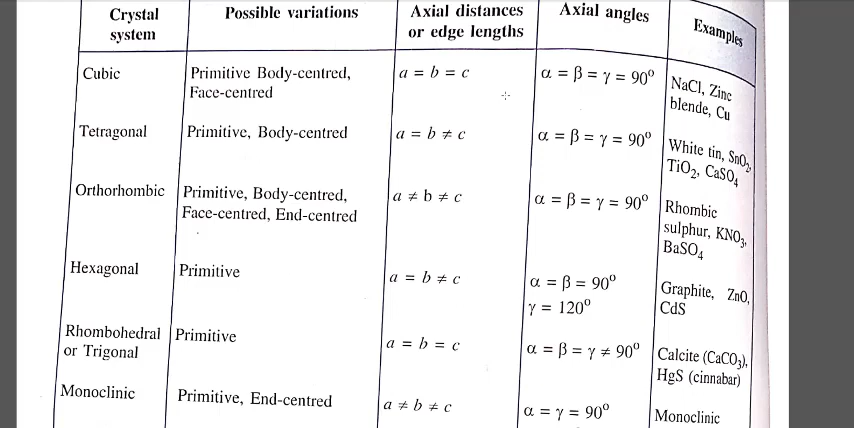 Crystal system | Possible variations | Axial distances or edge lengths | Axial angles | Examples
Cubic | Primitive Body-centred, Face-centred | a = b = c | α = β = γ = 90° | NaCl, Zinc blende, Cu
Tetragonal | Primitive, Body-centred | a = b ≠ c | α = β = γ = 90° | White tin, SnO₂, TiO₂, CaSO₄
Orthorhombic | Primitive, Body-centred, Face-centred, End-centred | a ≠ b ≠ c | α = β = γ = 90° | Rhombic sulphur, KNO₃, BaSO₄
Hexagonal | Primitive | a = b ≠ c | α = β = 90° γ = 120° | Graphite, ZnO, CdS
Rhombohedral or Trigonal | Primitive | a = b = c | α = β = γ ≠ 90° | Calcite (CaCO₃), HgS (cinnabar)
Monoclinic | Primitive, End-centred | a ≠ b ≠ c | α = γ = 90° | Monoclinic